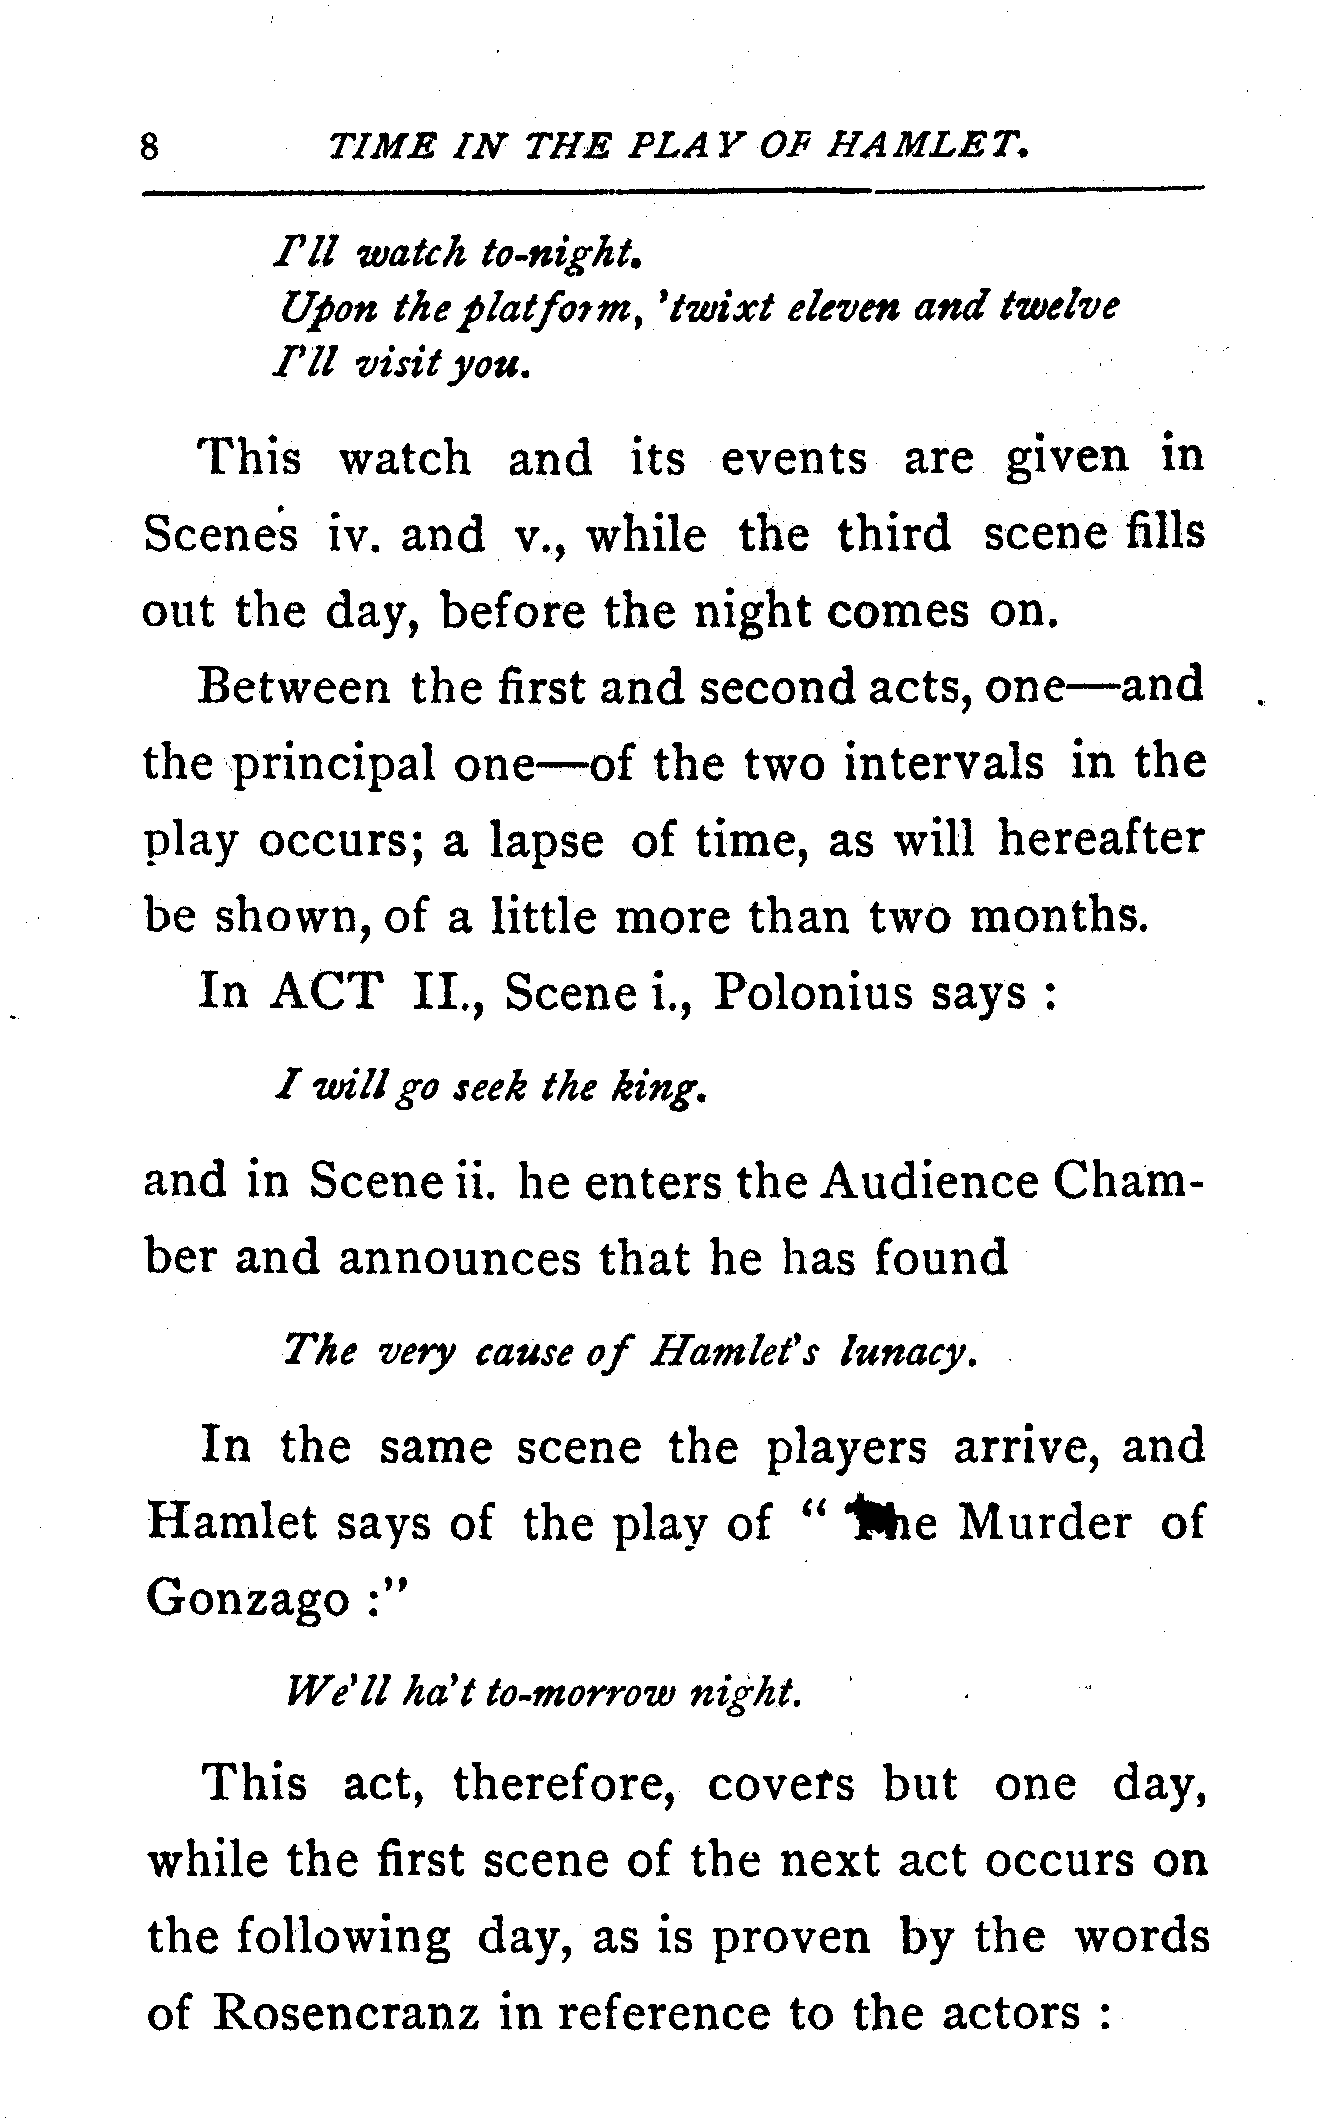 8 TIME IN THE PLAY OF HAMLET.
I'll watch to-night.
Upon the platform, 'twixt eleven and twelve
I'll visit you.
This watch and its events are given in
Scenes iv. and v., while the third scene fills
out the day, before the night comes on.
Between the first and second acts, one—and
the principal one—of the two intervals in the
play occurs; a lapse of time, as will hereafter
be shown, of a little more than two months.
In ACT II., Scene i., Polonius says :
I will go seek the king.
and in Scene ii. he enters the Audience Cham-
ber and announces that he has found
The very cause of Hamlet's lunacy.
In the same scene the players arrive, and
Hamlet says of the play of " The Murder of
Gonzago :"
We'll ha't to-morrow night.
This act, therefore, covers but one day,
while the first scene of the next act occurs on
the following day, as is proven by the words
of Rosencranz in reference to the actors :